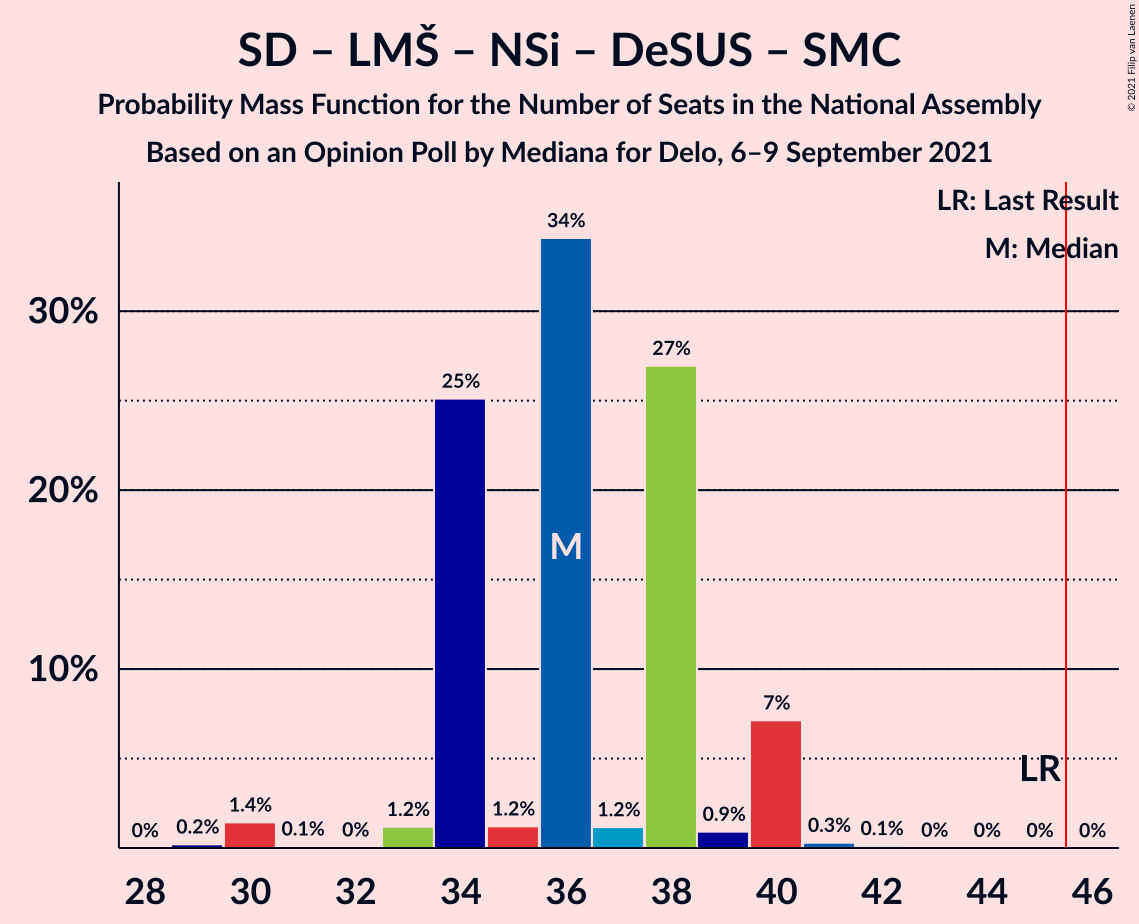 SD – LMŠ – NSi – DeSUS – SMC
Probability Mass Function for the Number of Seats in the National Assembly
Based on an Opinion Poll by Mediana for Delo, 6–9 September 2021
© 2021 Filip van Laenen
LR: Last Result
M: Median
30%
20%
10%
0% 0.2% 1.4% 0.1% 0% 1.2% 25% 1.2% 34% 1.2% 27% 0.9% 7% 0.3% 0.1% 0% 0% 0% 0%
M
LR
28 30 32 34 36 38 40 42 44 46